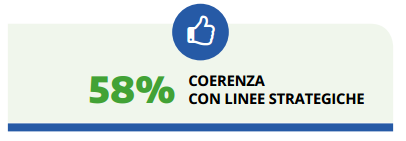 58%
COERENZA
CON LINEE STRATEGICHE